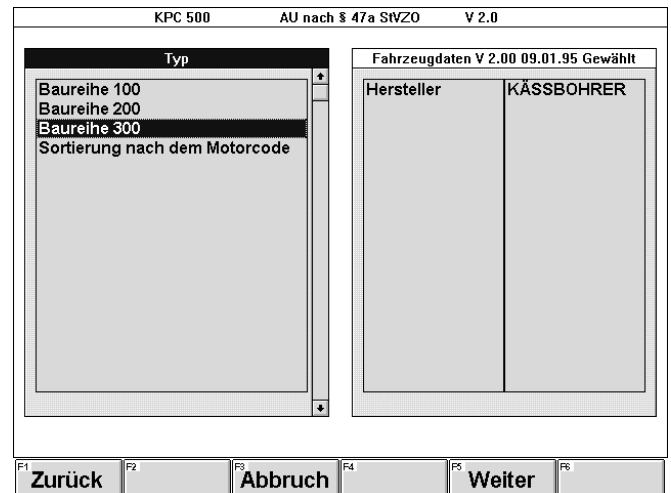 KPC 500 AU nach § 47a StVZO V 2.0
Typ
Baureihe 100
Baureihe 200
Baureihe 300
Sortierung nach dem Motorcode
Fahrzeugdaten V 2.00 09.01.95 Gewählt
Hersteller KÄSSBOHRER
F1 Zurück F2 F3 Abbruch F4 F5 Weiter F6